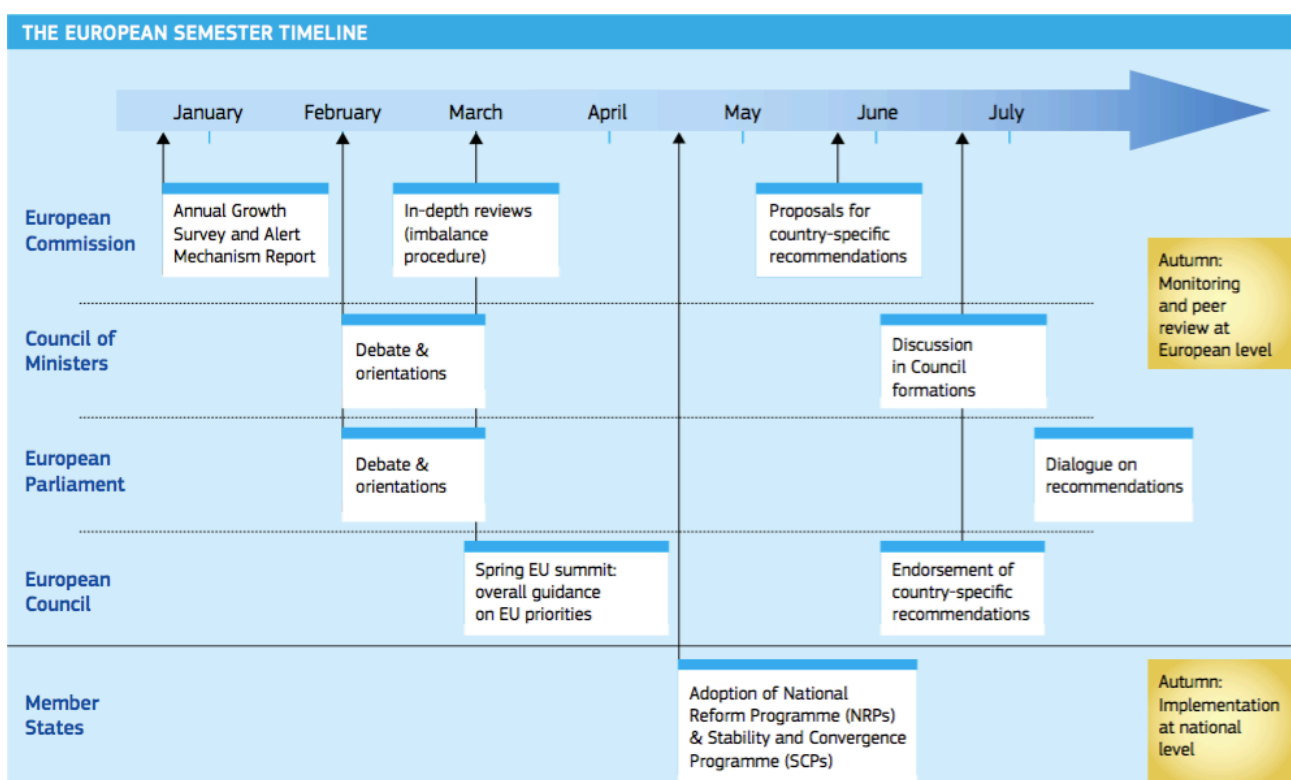 THE EUROPEAN SEMESTER TIMELINE
January
February
March
April
May
June
July
European
Commission
Annual Growth
Survey and Alert
Mechanism Report
In-depth reviews
(imbalance
procedure)
Proposals for
country-specific
recommendations
Autumn:
Monitoring
and peer
review at
European level
Council of
Ministers
Debate &
orientations
Discussion
in Council
formations
European
Parliament
Debate &
orientations
Dialogue on
recommendations
European
Council
Spring EU summit:
overall guidance
on EU priorities
Endorsement of
country-specific
recommendations
Member
States
Adoption of National
Reform Programme (NRPs)
& Stability and Convergence
Programme (SCPs)
Autumn:
Implementation
at national
level